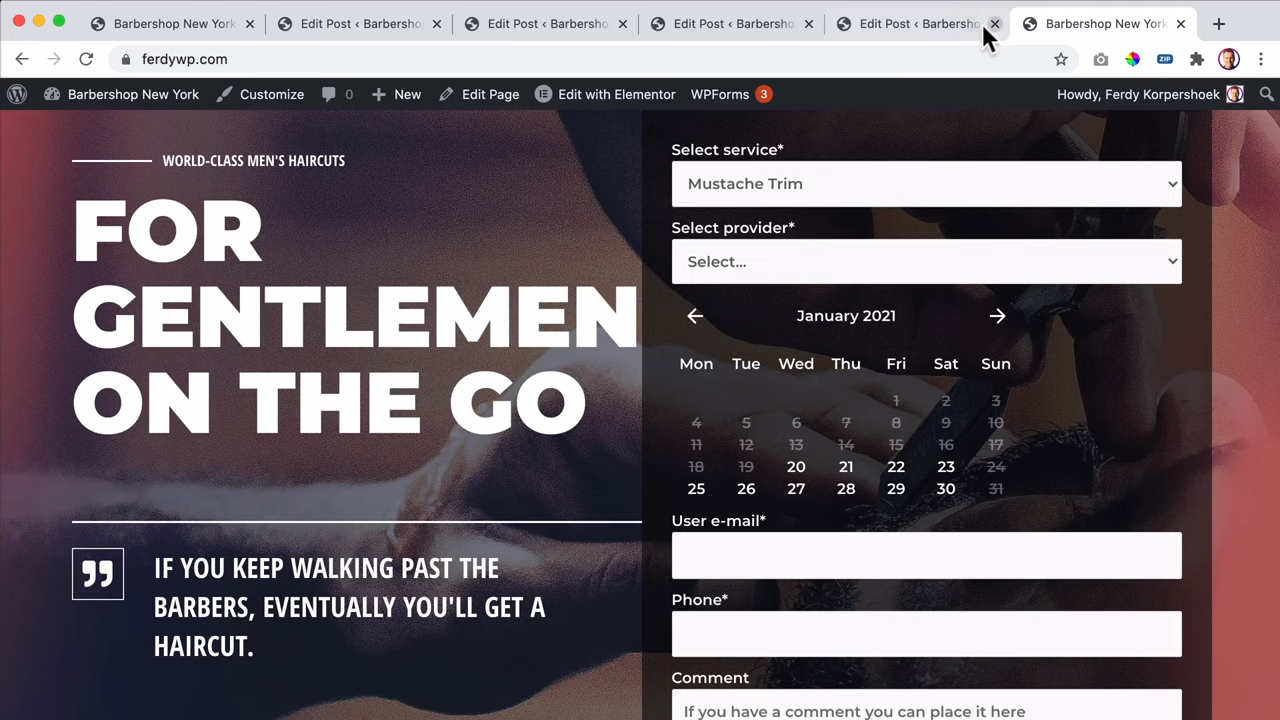 Barbershop New York
Edit Post ‹ Barbersho
Edit Post ‹ Barbersho
Edit Post ‹ Barbersho
Edit Post ‹ Barbersho
Barbershop New York
ferdywp.com
ZIP
Barbershop New York
Customize
0
New
Edit Page
Edit with Elementor
WPForms 3
Howdy, Ferdy Korpershoek
WORLD-CLASS MEN'S HAIRCUTS
FOR
GENTLEMEN
ON THE GO
IF YOU KEEP WALKING PAST THE
BARBERS, EVENTUALLY YOU'LL GET A
HAIRCUT.
Select service*
Mustache Trim
Select provider*
Select...
January 2021
Mon Tue Wed Thu Fri Sat Sun
1 2 3
4 5 6 7 8 9 10
11 12 13 14 15 16 17
18 19 20 21 22 23 24
25 26 27 28 29 30 31
User e-mail*
Phone*
Comment
If you have a comment you can place it here